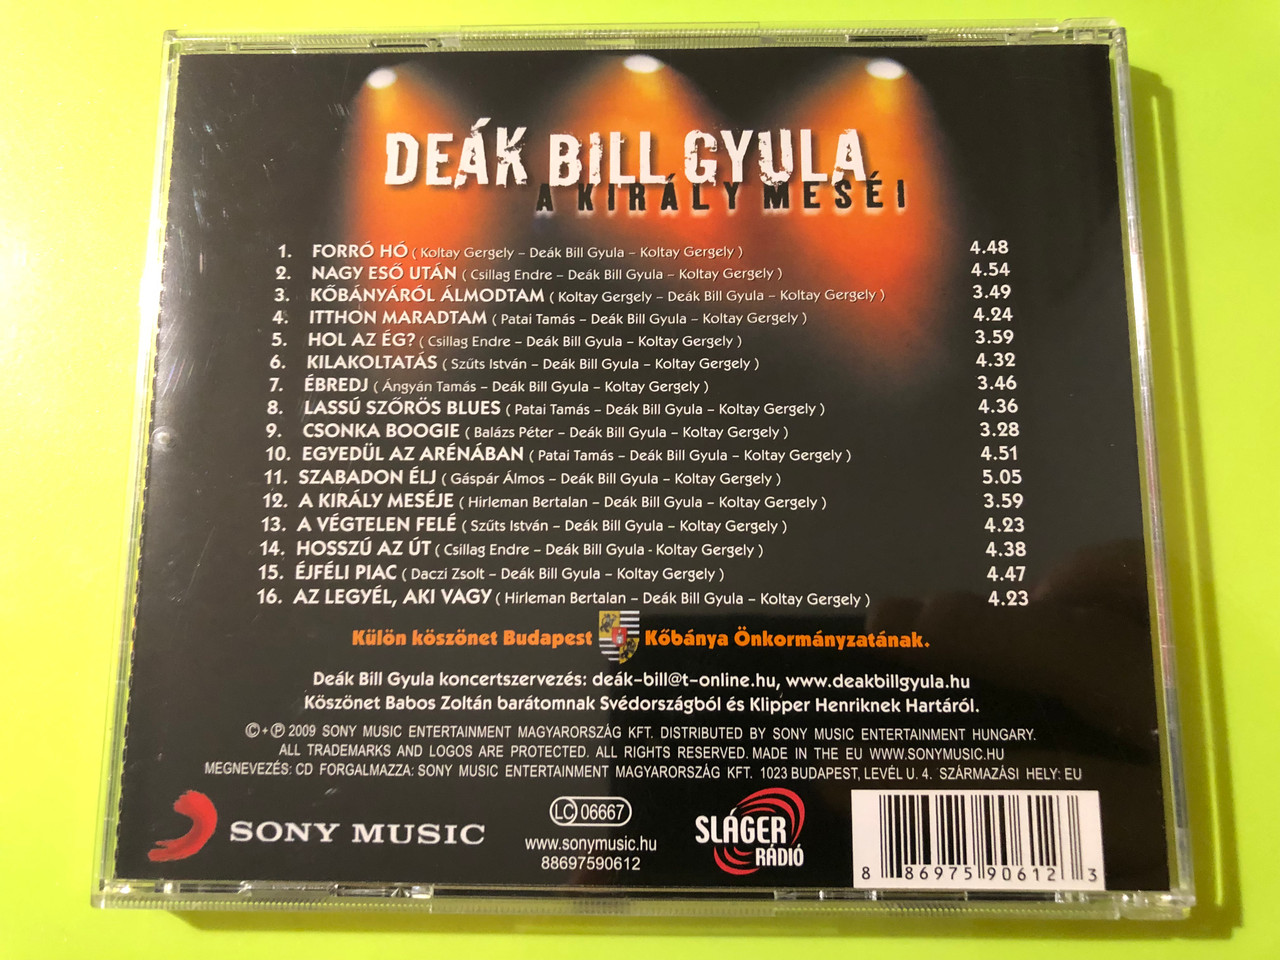 DEÁK BILL GYULA
A KIRÁLY MESÉI
1. FORRÓ HÓ ( Koltay Gergely – Deák Bill Gyula – Koltay Gergely ) 4.48
2. NAGY ESŐ UTÁN ( Csillag Endre – Deák Bill Gyula – Koltay Gergely ) 4.54
3. KŐBÁNYÁRÓL ÁLMODTAM ( Koltay Gergely – Deák Bill Gyula – Koltay Gergely ) 3.49
4. ITTHON MARADTAM ( Patai Tamás – Deák Bill Gyula – Koltay Gergely ) 4.24
5. HOL AZ ÉG? ( Csillag Endre – Deák Bill Gyula – Koltay Gergely ) 3.59
6. KILAKOLTATÁS ( Szűts István – Deák Bill Gyula – Koltay Gergely ) 4.32
7. ÉBREDJ ( Ángyán Tamás – Deák Bill Gyula – Koltay Gergely ) 3.46
8. LASSÚ SZŐRÖS BLUES ( Patai Tamás – Deák Bill Gyula – Koltay Gergely ) 4.36
9. CSONKA BOOGIE ( Balázs Péter – Deák Bill Gyula – Koltay Gergely ) 3.28
10. EGYEDÜL AZ ARÉNÁBAN ( Patai Tamás – Deák Bill Gyula – Koltay Gergely ) 4.51
11. SZABADON ÉLJ ( Gáspár Álmos – Deák Bill Gyula – Koltay Gergely ) 5.05
12. A KIRÁLY MESÉJE ( Hirleman Bertalan – Deák Bill Gyula – Koltay Gergely ) 3.59
13. A VÉGTELEN FELÉ ( Szűts István – Deák Bill Gyula – Koltay Gergely ) 4.23
14. HOSSZÚ AZ ÚT ( Csillag Endre – Deák Bill Gyula - Koltay Gergely ) 4.38
15. ÉJFÉLI PIAC ( Daczi Zsolt – Deák Bill Gyula – Koltay Gergely ) 4.47
16. AZ LEGYÉL, AKI VAGY ( Hirleman Bertalan – Deák Bill Gyula – Koltay Gergely ) 4.23
Külön köszönet Budapest Kőbánya Önkormányzatának.
Deák Bill Gyula koncertszervezés: deák-bill@t-online.hu, www.deakbillgyula.hu
Köszönet Babos Zoltán barátomnak Svédországból és Klipper Henriknek Hartáról.
© + ℗ 2009 SONY MUSIC ENTERTAINMENT MAGYARORSZÁG KFT. DISTRIBUTED BY SONY MUSIC ENTERTAINMENT HUNGARY.
ALL TRADEMARKS AND LOGOS ARE PROTECTED. ALL RIGHTS RESERVED. MADE IN THE EU WWW.SONYMUSIC.HU
MEGNEVEZÉS: CD FORGALMAZZA: SONY MUSIC ENTERTAINMENT MAGYARORSZÁG KFT. 1023 BUDAPEST, LEVÉL U. 4. SZÁRMAZÁSI HELY: EU
SONY MUSIC
LC 06667
www.sonymusic.hu
88697590612
SLÁGER
RÁDIÓ
8 86975 90612 3